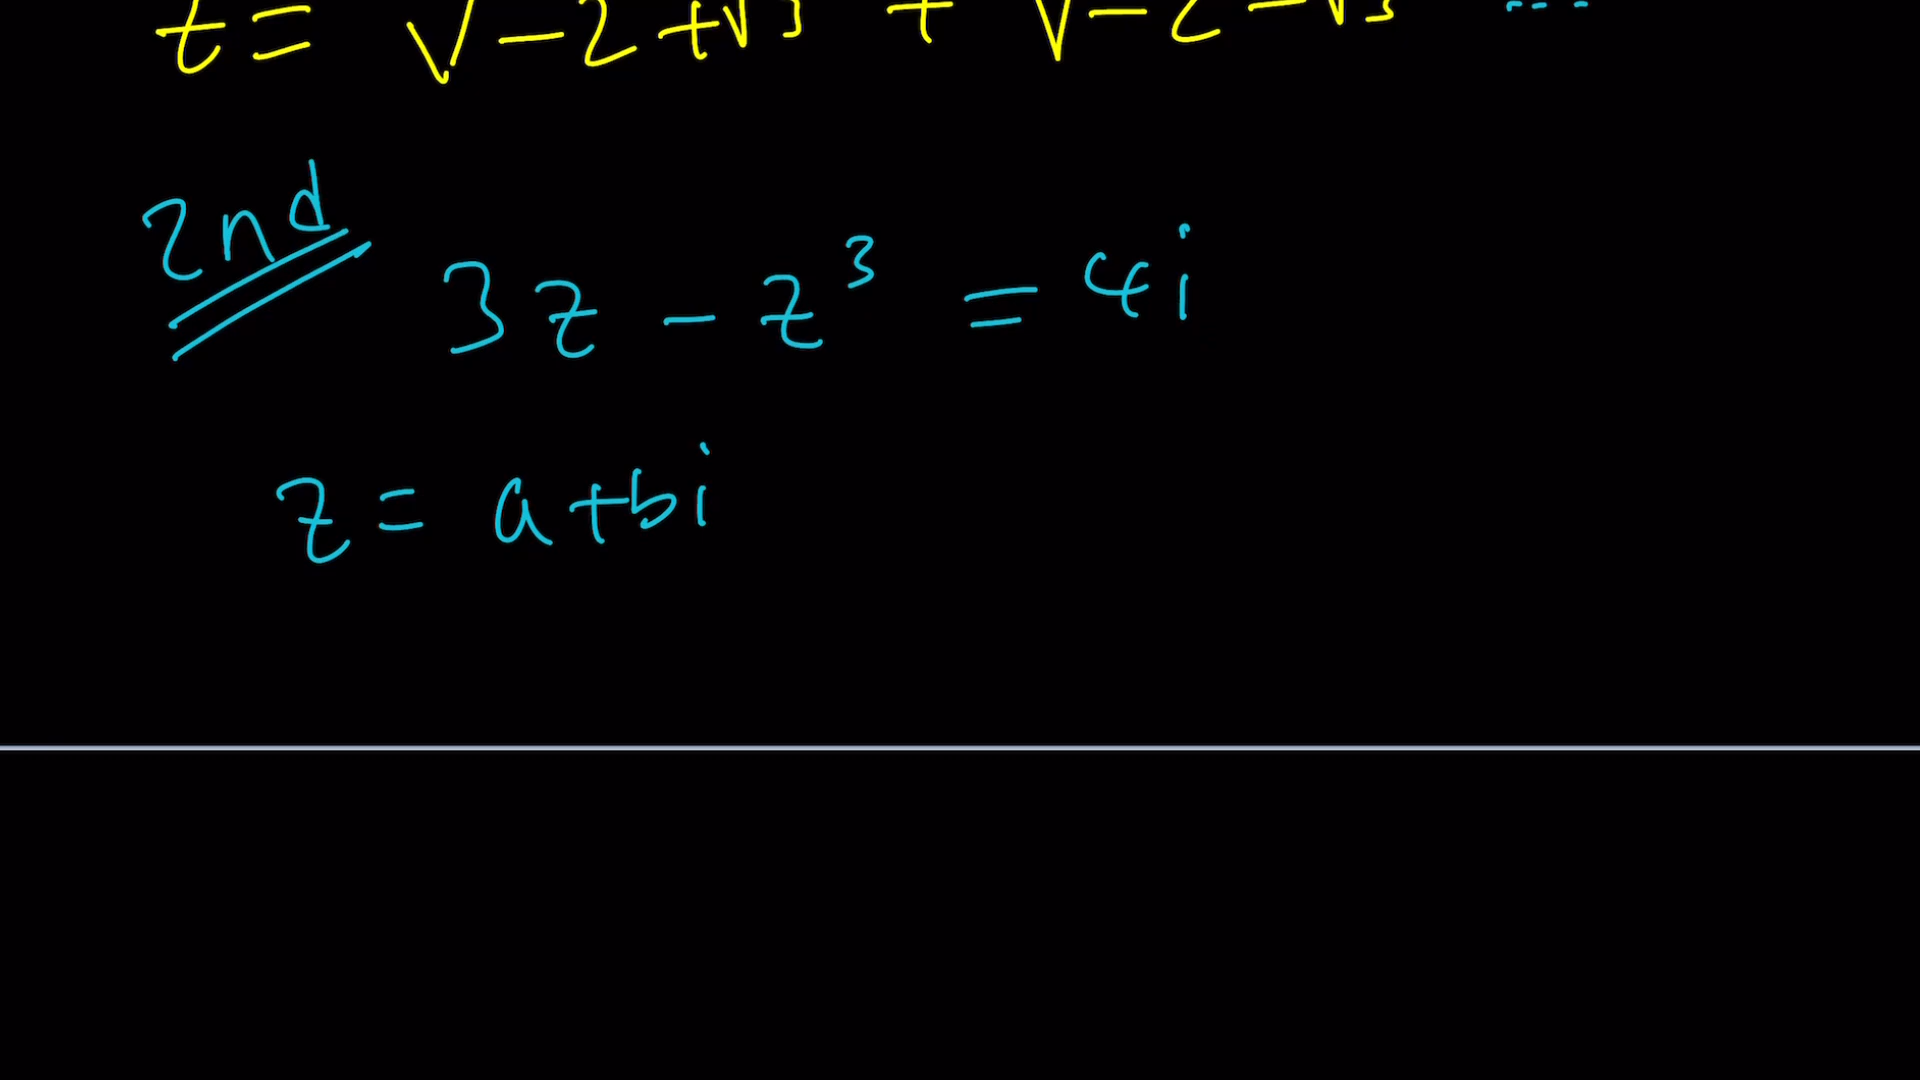 t = √-2+√3 + √-2-√3 ...
2nd
3z - z³ = 4i
z = a+bi